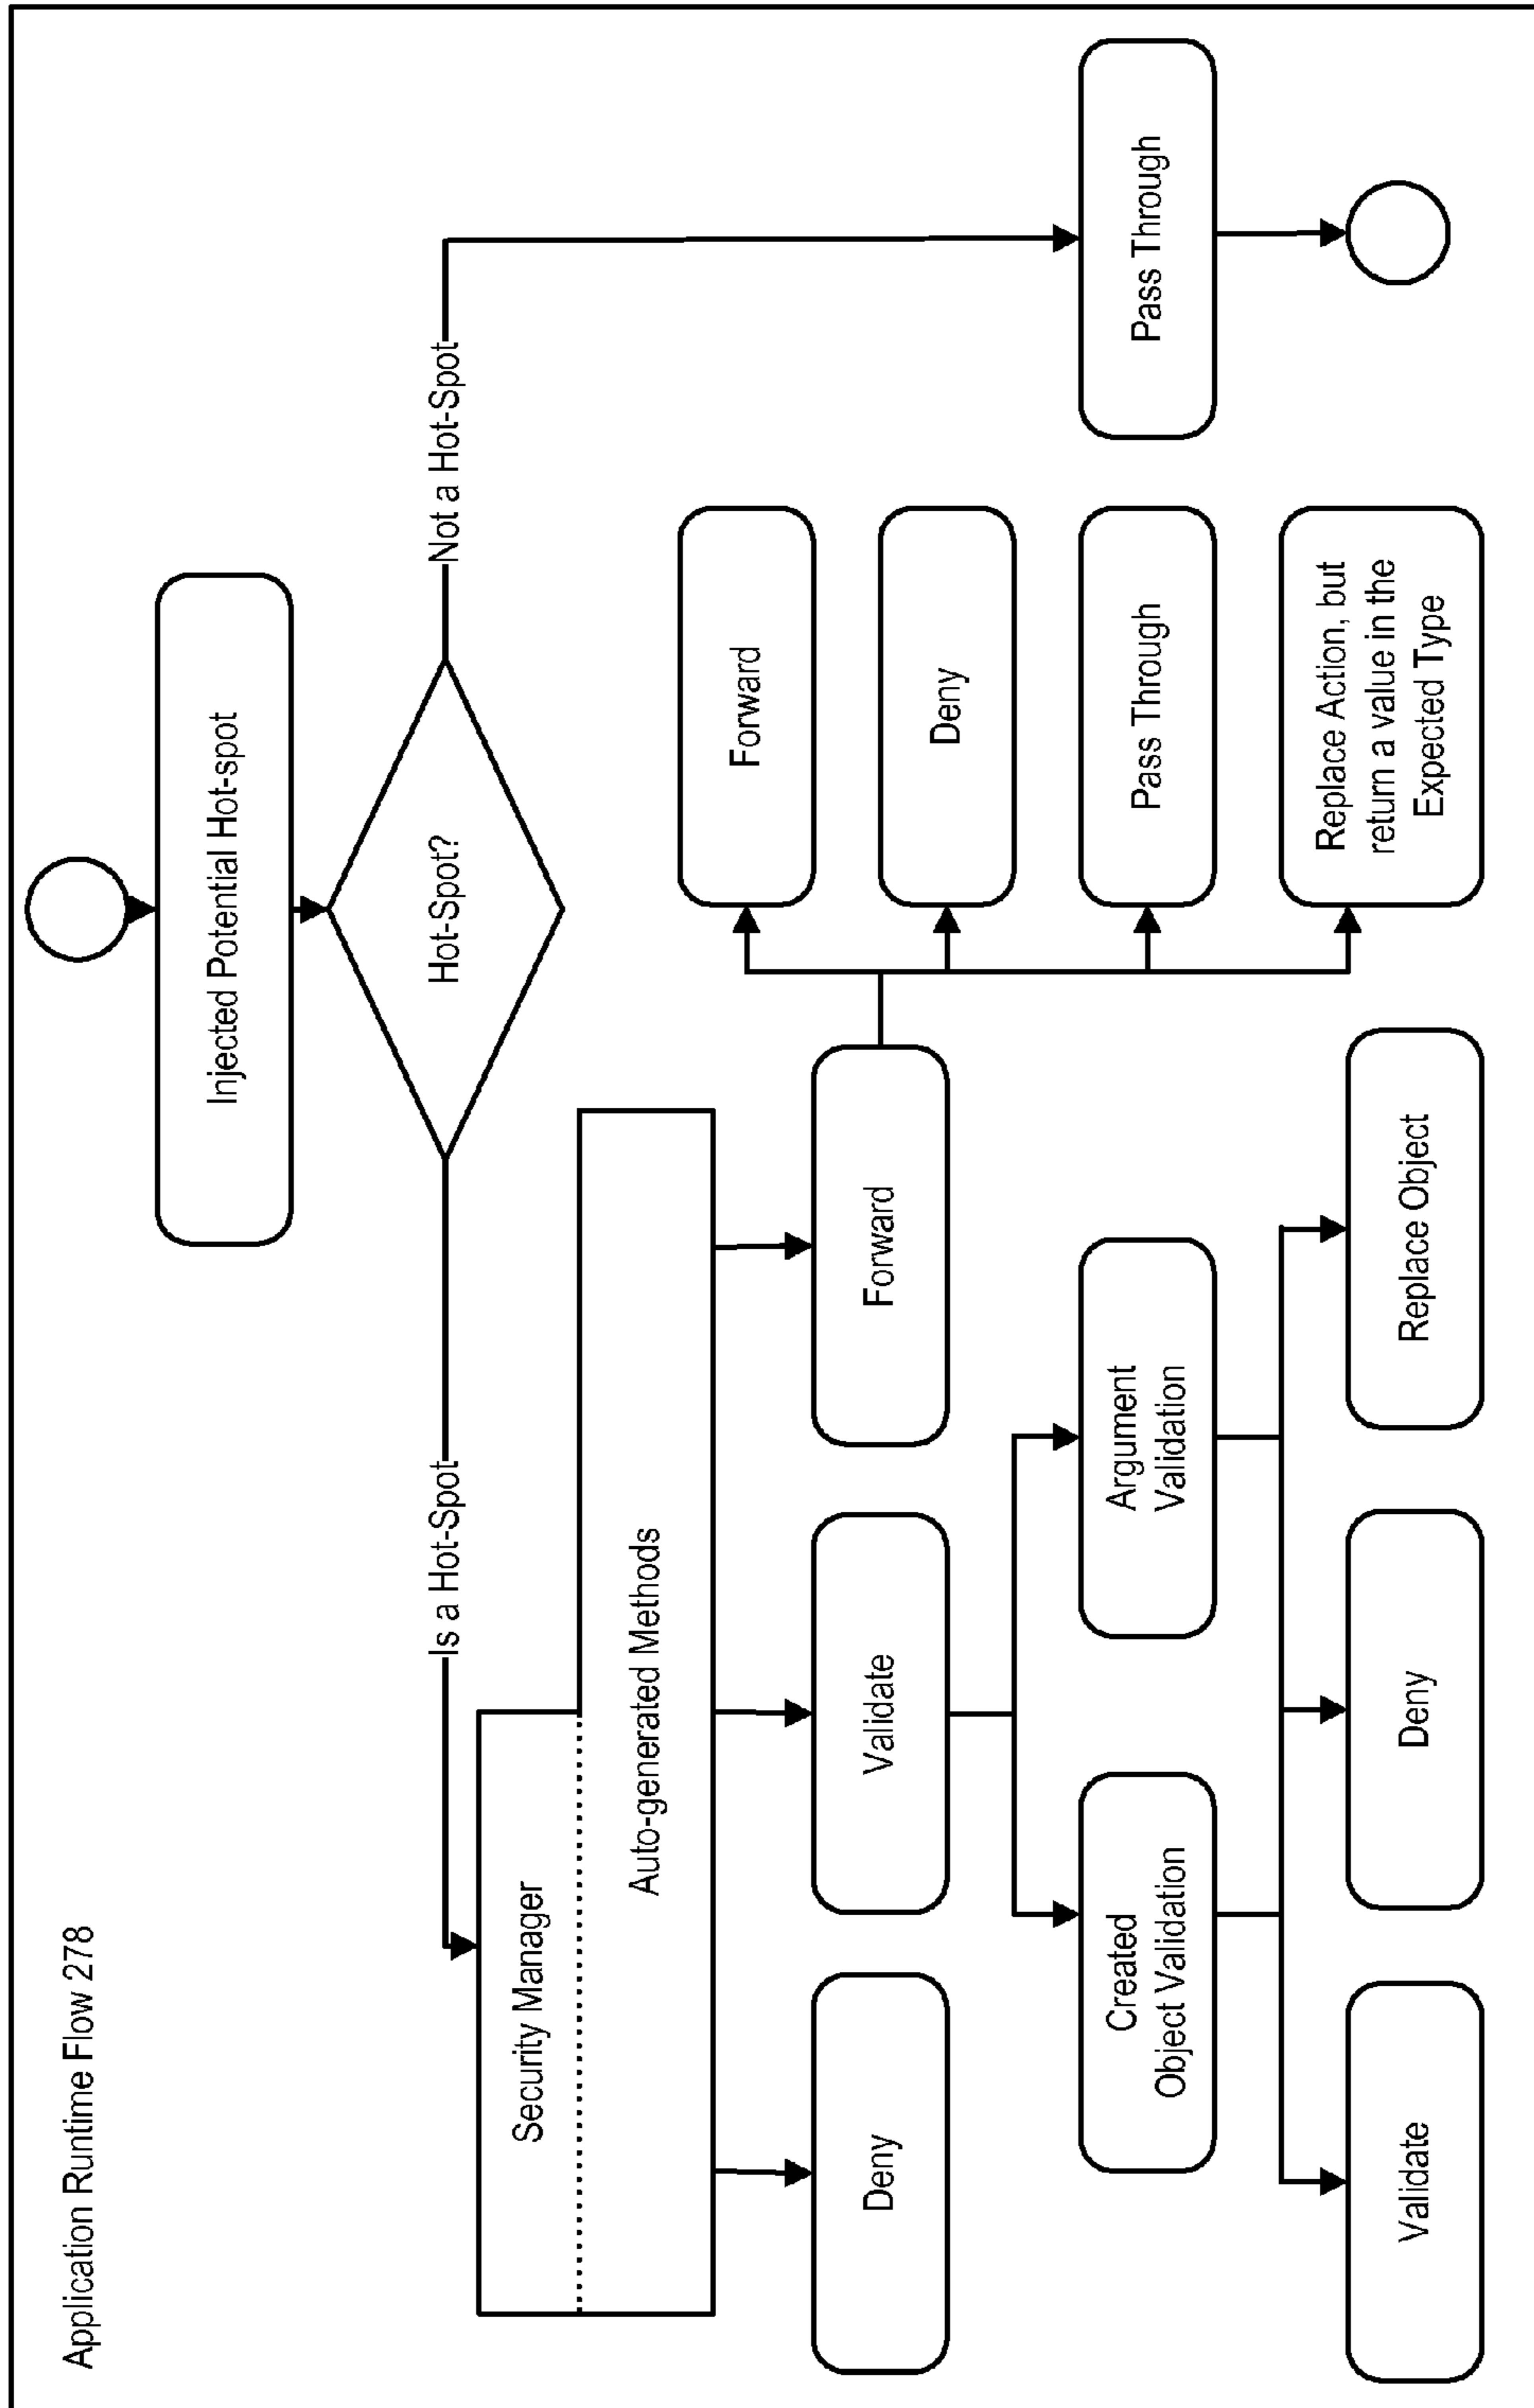 Application Runtime Flow 278
Injected Potential Hot-spot
Hot-Spot?
Is a Hot-Spot
Not a Hot-Spot
Security Manager
Auto-generated Methods
Deny
Validate
Forward
Created
Object Validation
Argument
Validation
Validate
Deny
Replace Object
Forward
Deny
Pass Through
Replace Action, but
return a value in the
Expected Type
Pass Through